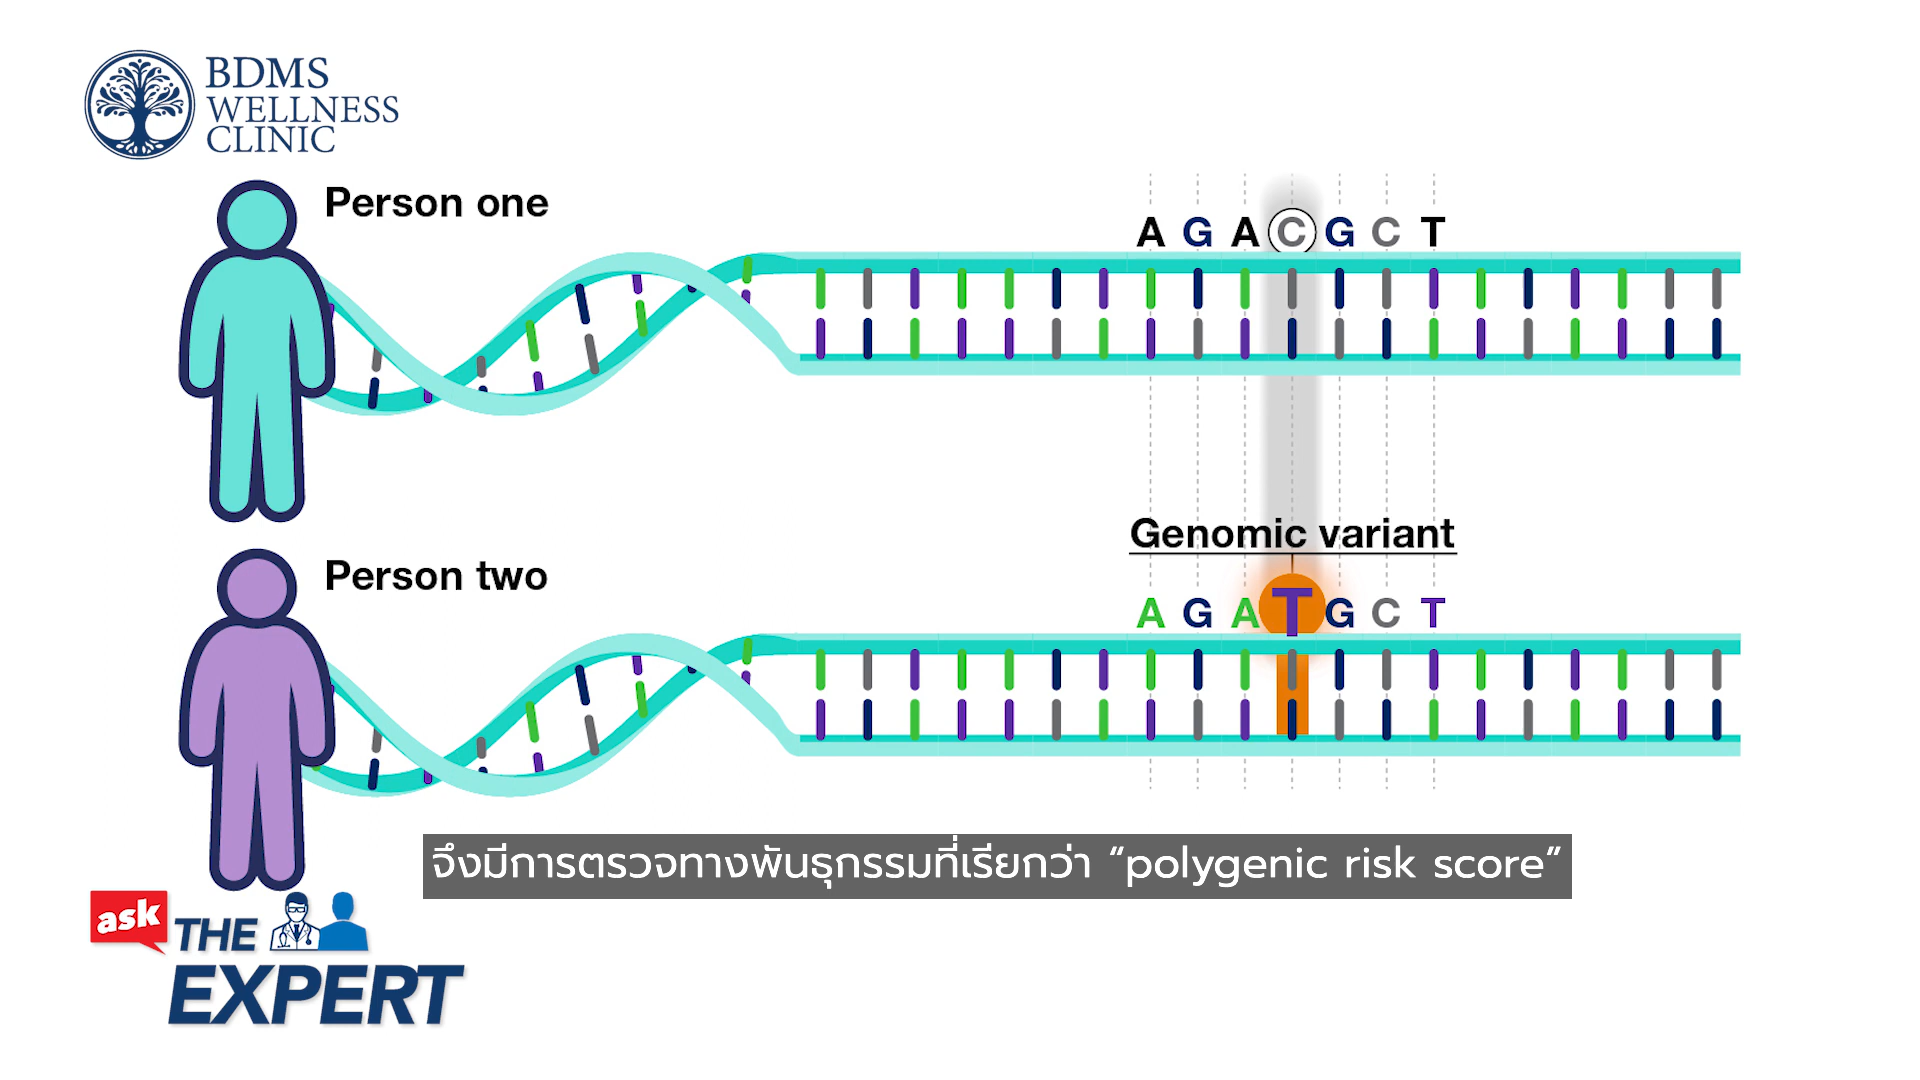 BDMS
WELLNESS
CLINIC
Person one
A G A C G C T
Genomic variant
Person two
A G A T G C T
จึงมีการตรวจทางพันธุกรรมที่เรียกว่า “polygenic risk score”
ask
THE
EXPERT